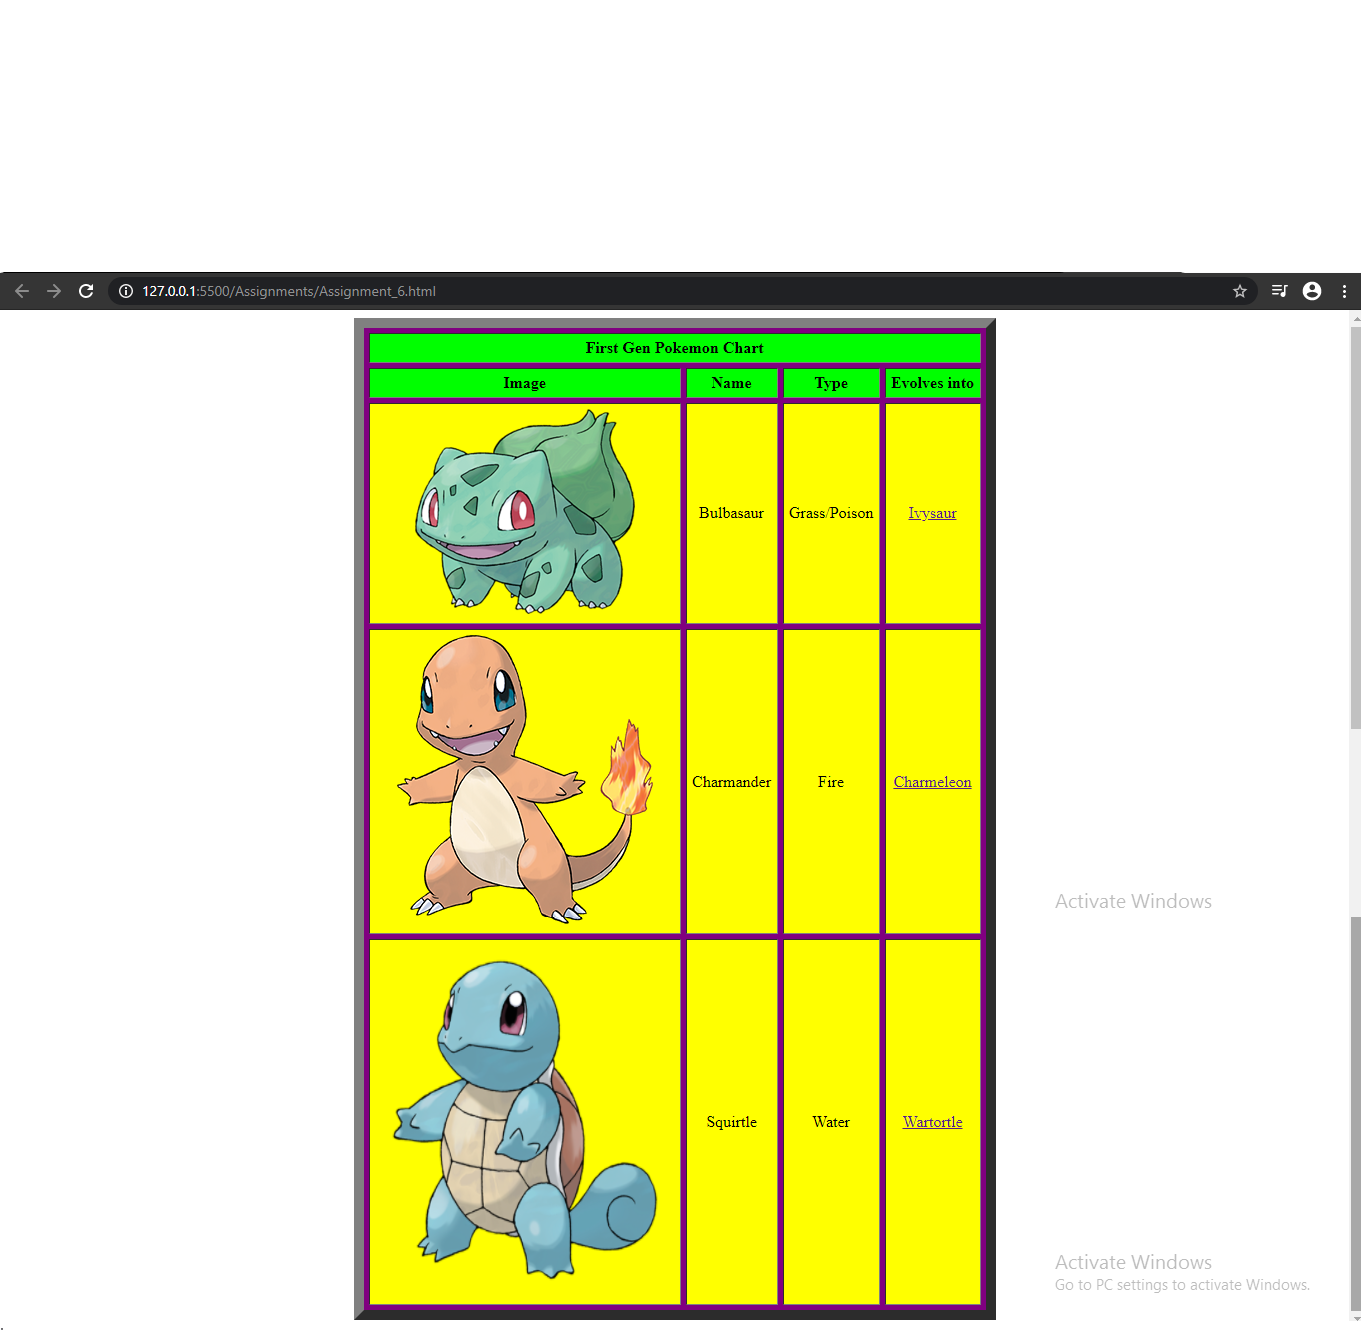 127.0.0.1:5500/Assignments/Assignment_6.html
First Gen Pokemon Chart
Image Name Type Evolves into
Bulbasaur Grass/Poison Ivysaur
Charmander Fire Charmeleon
Activate Windows
Squirtle Water Wartortle
Activate Windows
Go to PC settings to activate Windows.